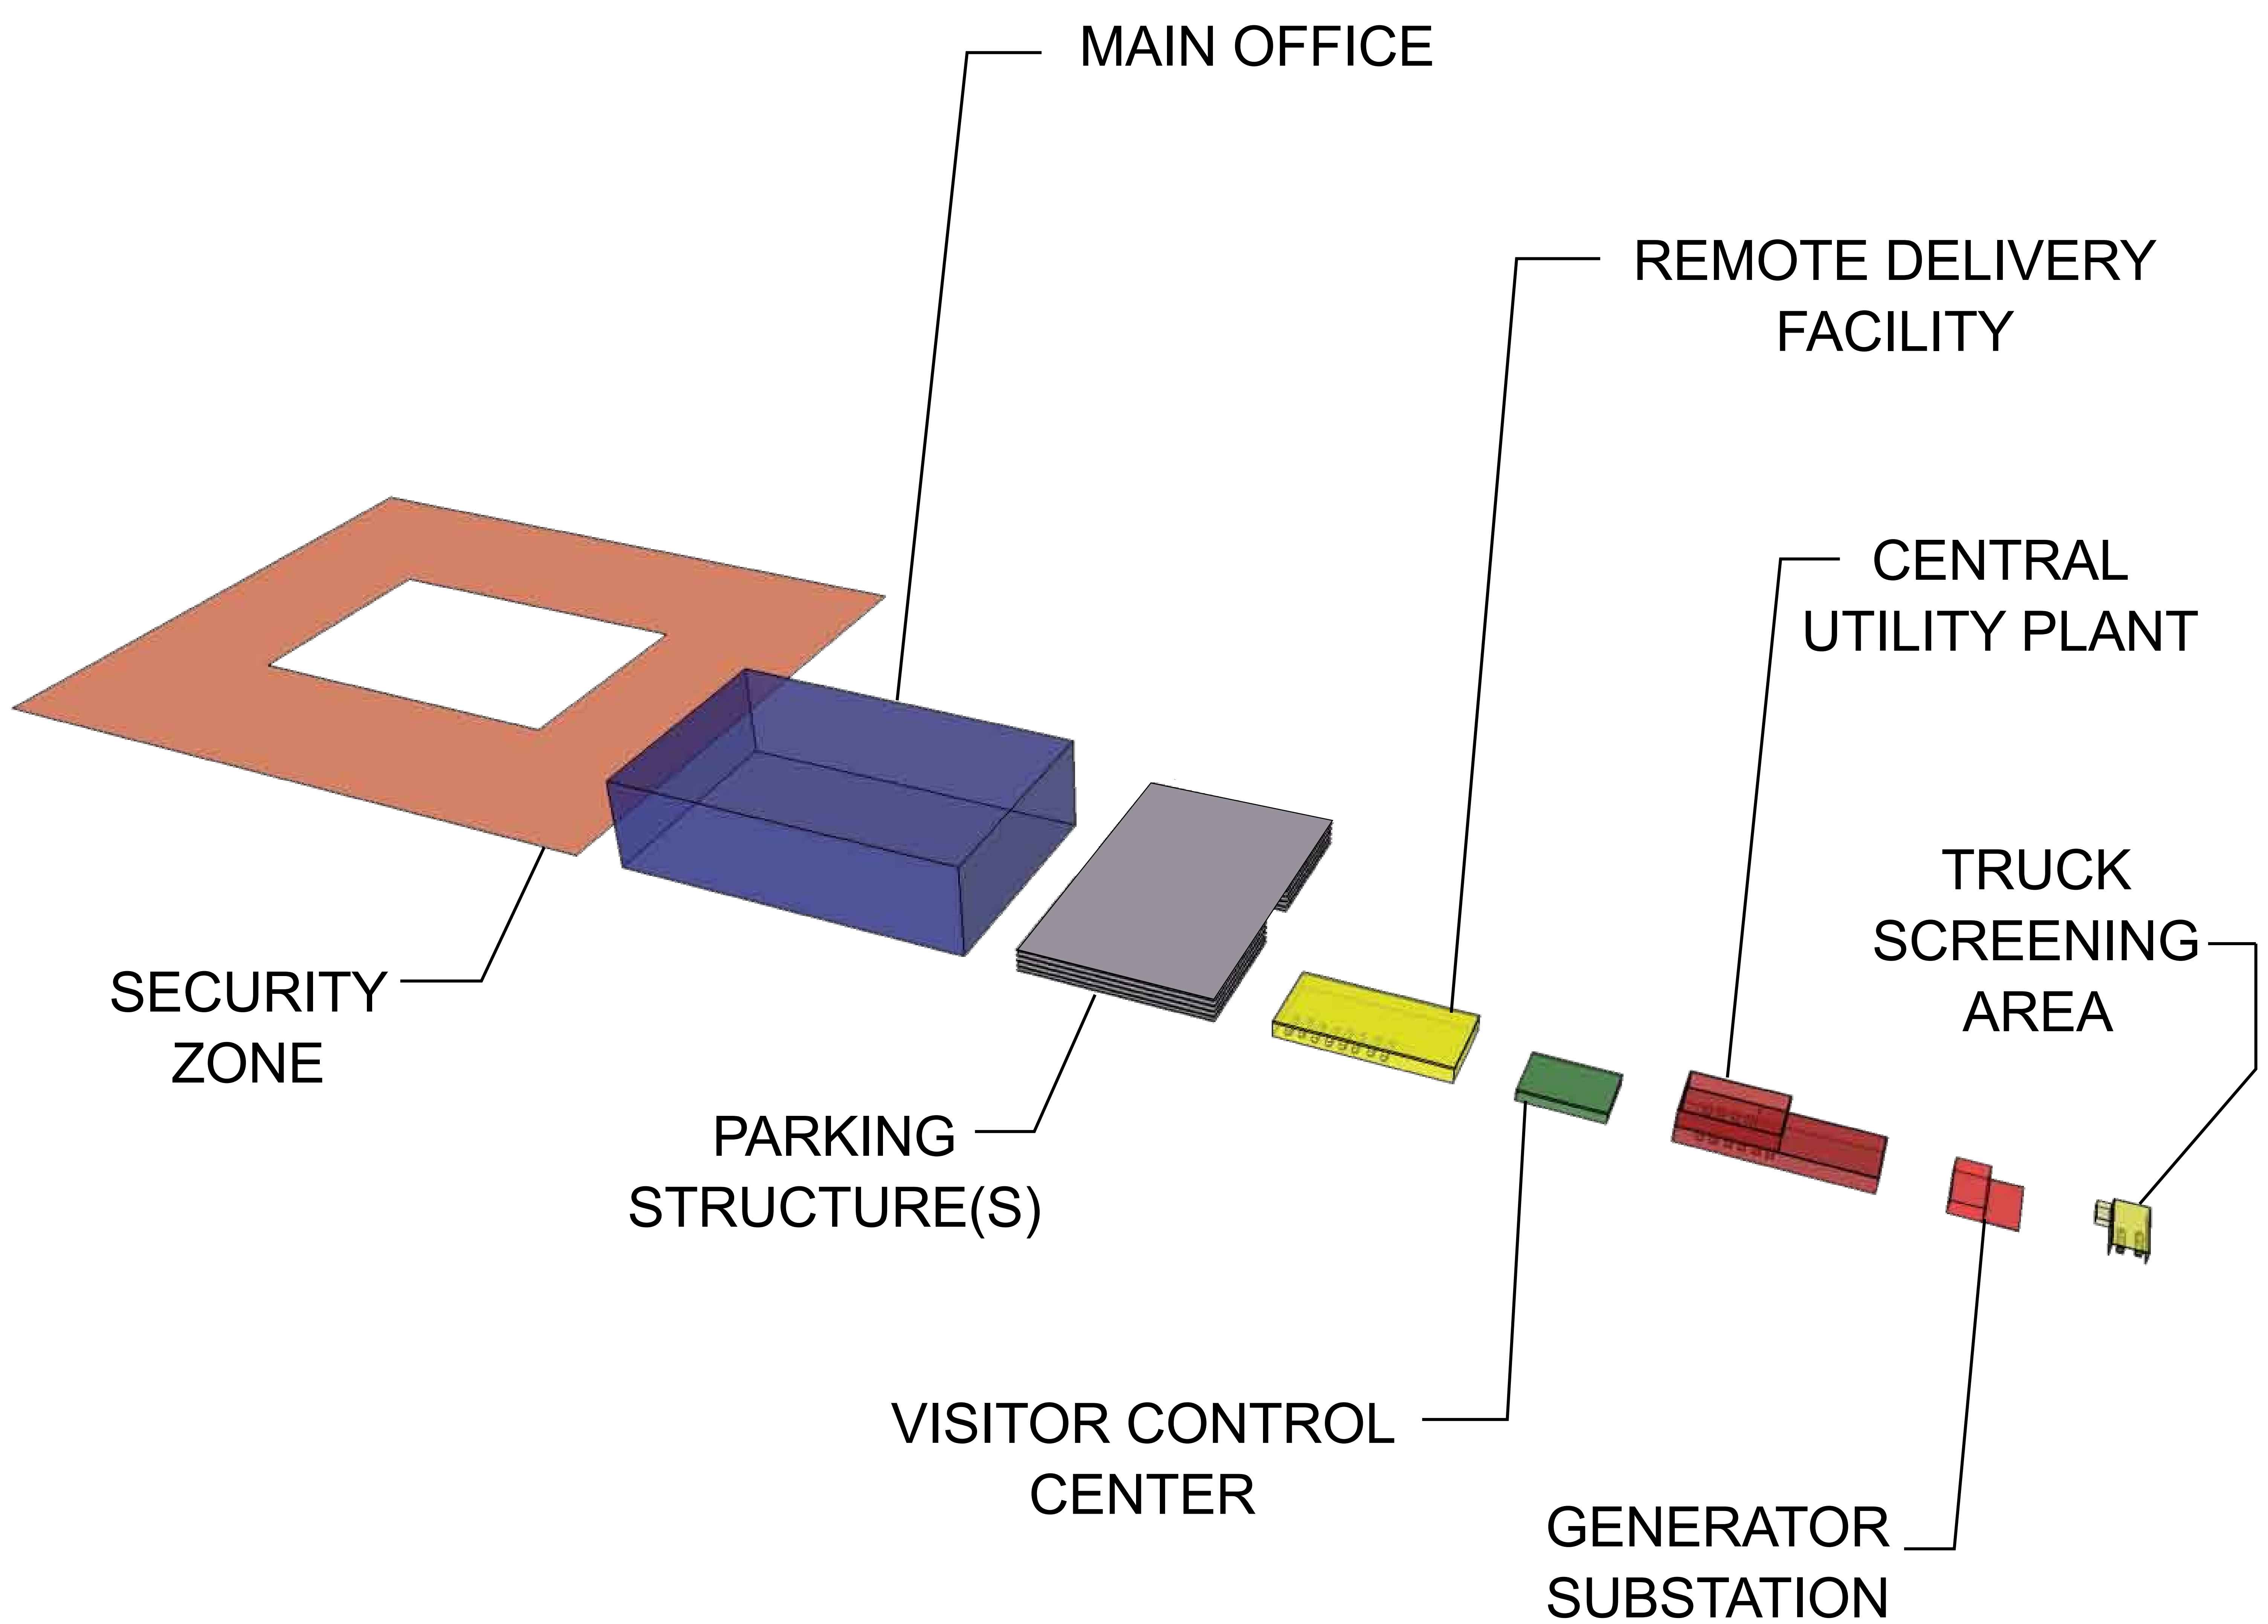 MAIN OFFICE
REMOTE DELIVERY
FACILITY
CENTRAL
UTILITY PLANT
TRUCK
SCREENING
AREA
SECURITY
ZONE
PARKING
STRUCTURE(S)
VISITOR CONTROL
CENTER
GENERATOR
SUBSTATION